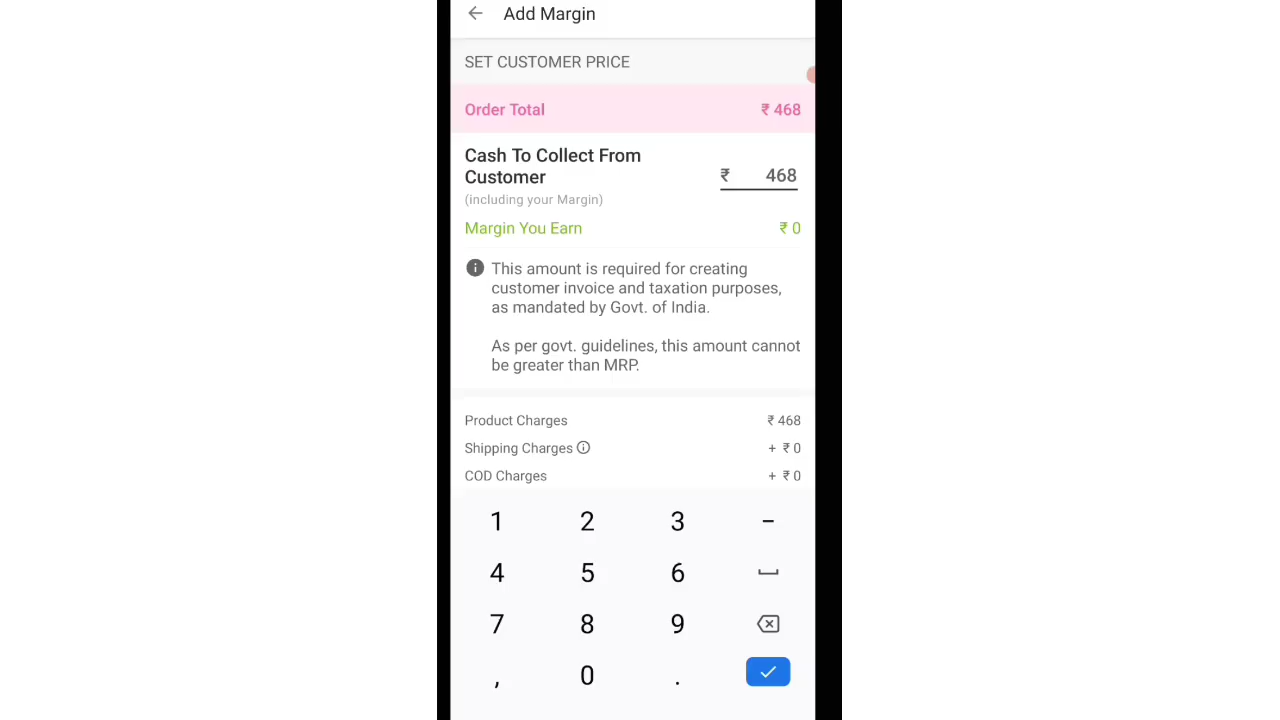 Add Margin
SET CUSTOMER PRICE
Order Total ₹ 468
Cash To Collect From
Customer
₹ 468
(including your Margin)
Margin You Earn ₹ 0
This amount is required for creating
customer invoice and taxation purposes,
as mandated by Govt. of India.
As per govt. guidelines, this amount cannot
be greater than MRP.
Product Charges ₹ 468
Shipping Charges + ₹ 0
COD Charges + ₹ 0
1 2 3 -
4 5 6
7 8 9
, 0 .